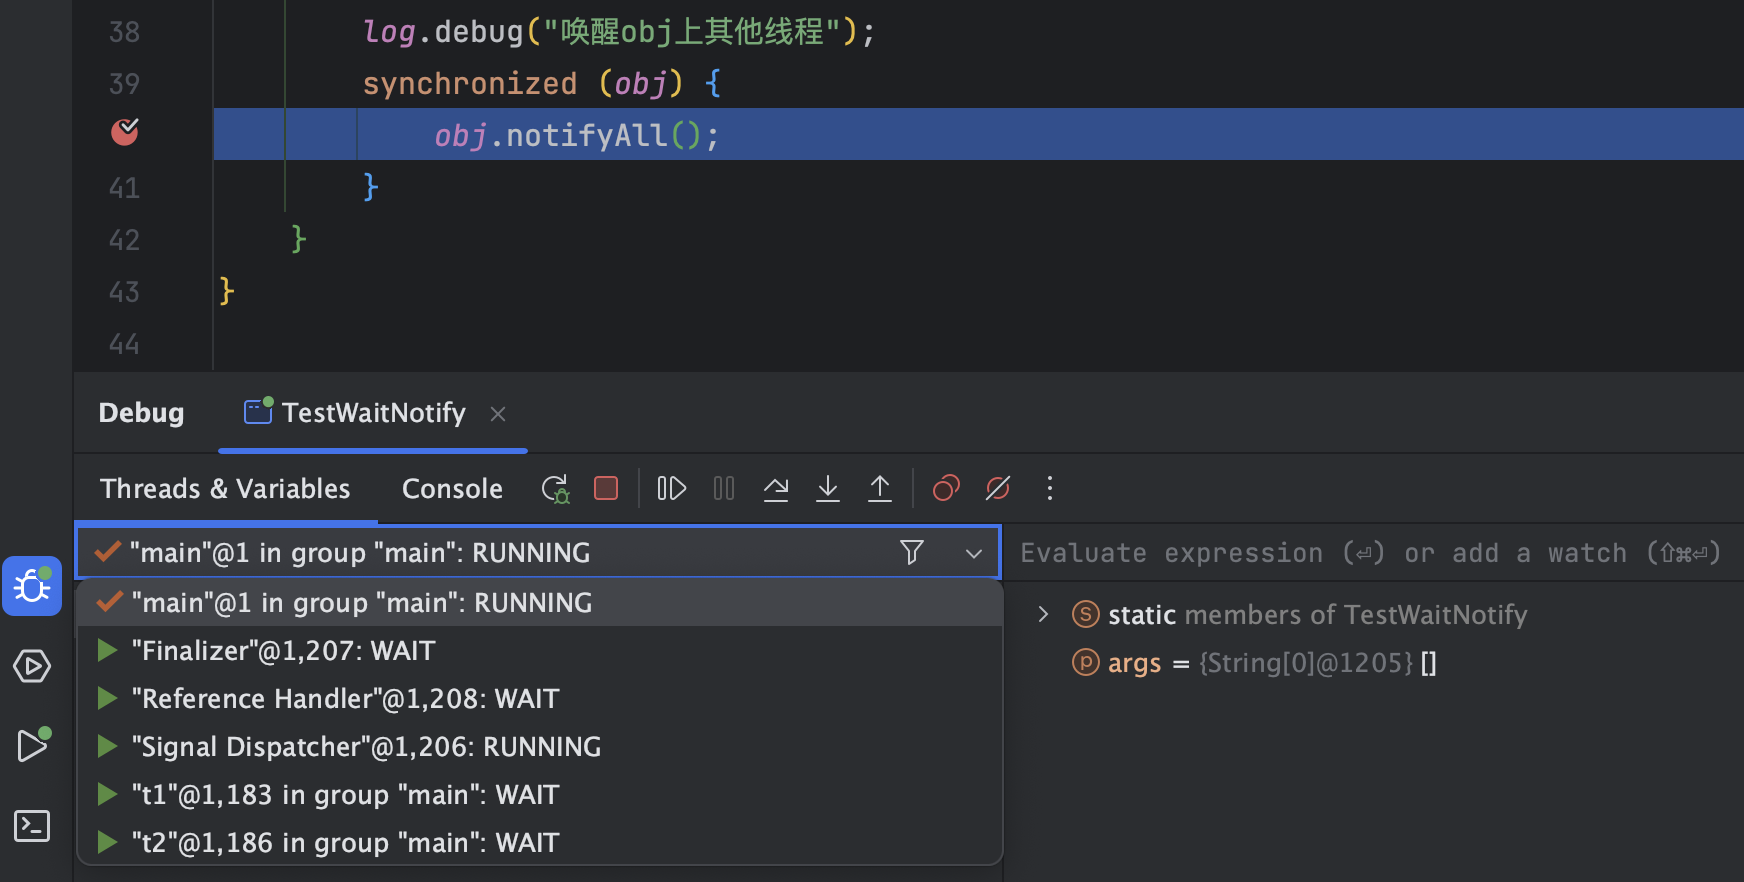 38 log.debug("唤醒obj上其他线程");
39 synchronized (obj) {
obj.notifyAll();
41 }
42 }
43 }
44
Debug TestWaitNotify ×
Threads & Variables Console
"main"@1 in group "main": RUNNING
Evaluate expression (⏎) or add a watch (⇧⌘⏎)
"main"@1 in group "main": RUNNING
"Finalizer"@1,207: WAIT
"Reference Handler"@1,208: WAIT
"Signal Dispatcher"@1,206: RUNNING
"t1"@1,183 in group "main": WAIT
"t2"@1,186 in group "main": WAIT
S static members of TestWaitNotify
p args = {String[0]@1205} []